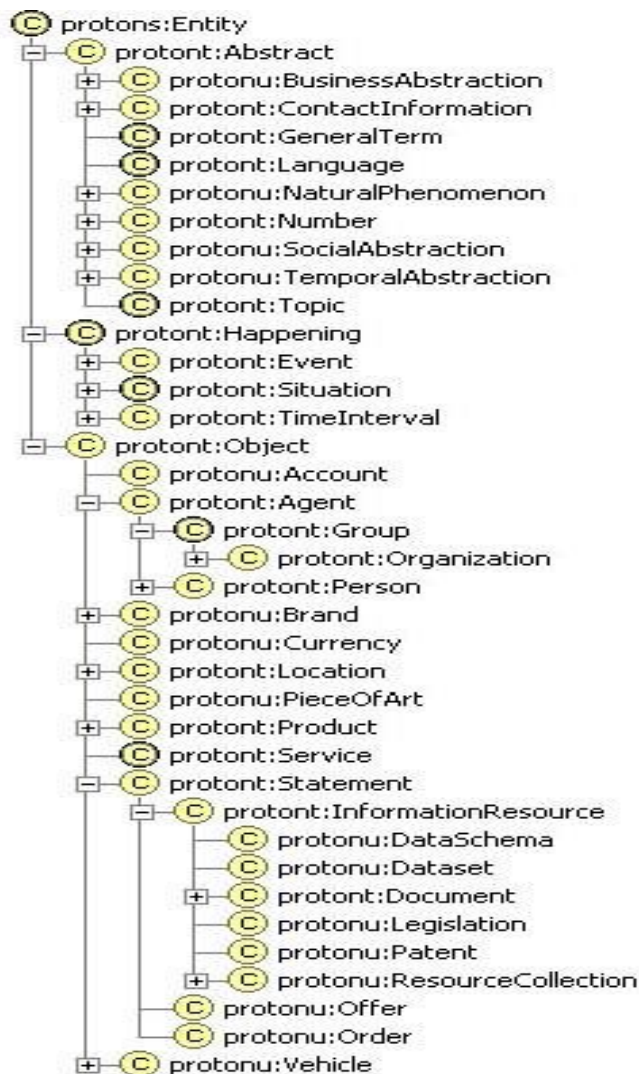 C protons:Entity
C protont:Abstract
C protonu:BusinessAbstraction
C protont:ContactInformation
C protont:GeneralTerm
C protont:Language
C protonu:NaturalPhenomenon
C protont:Number
C protonu:SocialAbstraction
C protonu:TemporalAbstraction
C protont:Topic
C protont:Happening
C protont:Event
C protont:Situation
C protont:TimeInterval
C protont:Object
C protonu:Account
C protont:Agent
C protont:Group
C protont:Organization
C protont:Person
C protonu:Brand
C protonu:Currency
C protont:Location
C protonu:PieceOfArt
C protont:Product
C protont:Service
C protont:Statement
C protont:InformationResource
C protonu:DataSchema
C protonu:Dataset
C protont:Document
C protonu:Legislation
C protonu:Patent
C protonu:ResourceCollection
C protonu:Offer
C protonu:Order
C protonu:Vehicle